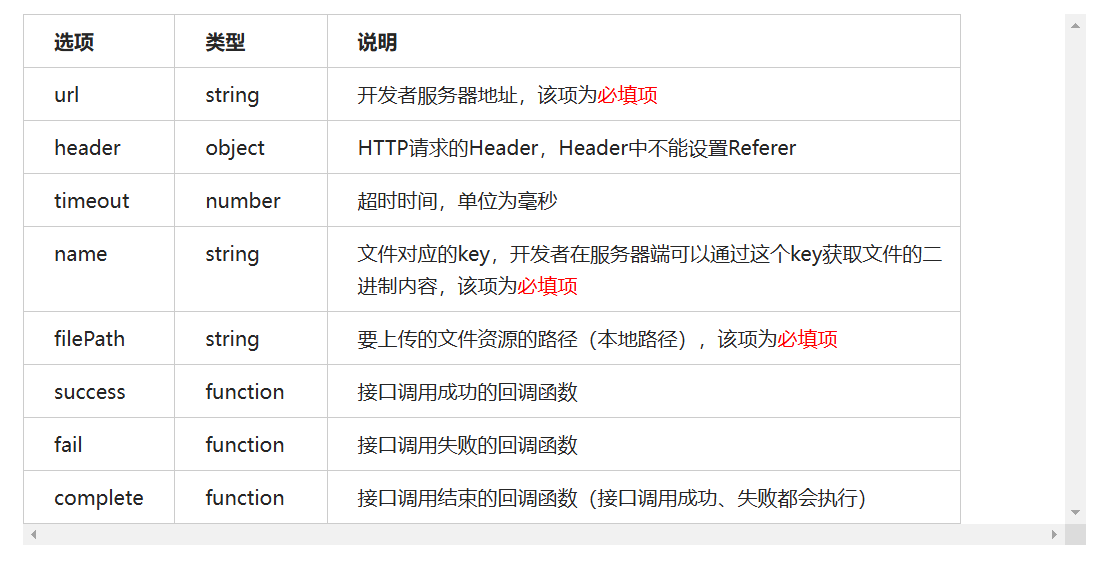 选项 类型 说明
url string 开发者服务器地址，该项为必填项
header object HTTP请求的Header，Header中不能设置Referer
timeout number 超时时间，单位为毫秒
name string 文件对应的key，开发者在服务器端可以通过这个key获取文件的二
进制内容，该项为必填项
filePath string 要上传的文件资源的路径（本地路径），该项为必填项
success function 接口调用成功的回调函数
fail function 接口调用失败的回调函数
complete function 接口调用结束的回调函数（接口调用成功、失败都会执行）